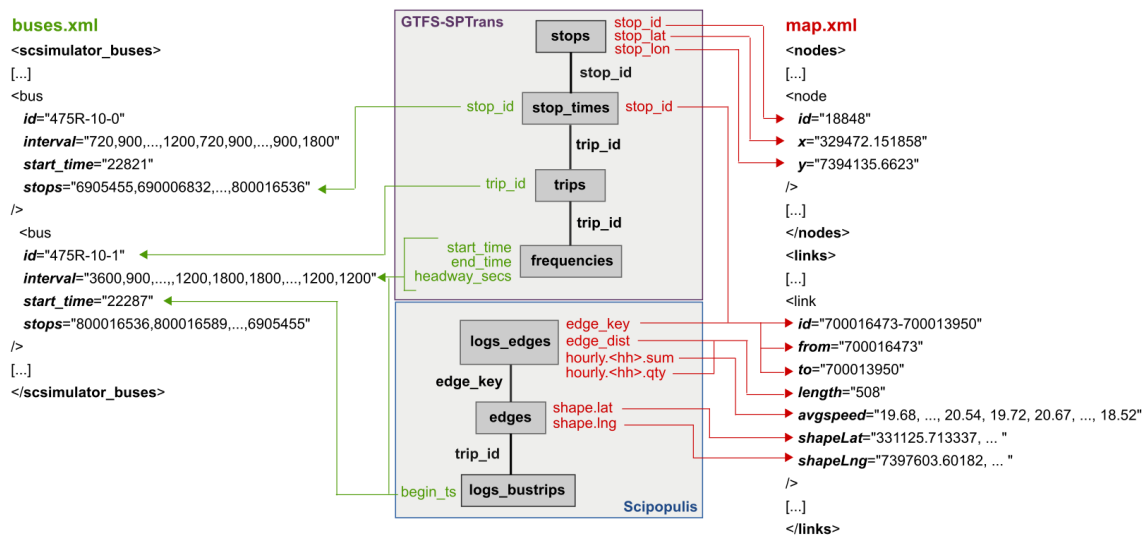 buses.xml
<scsimulator_buses>
[...]
<bus
id="475R-10-0"
interval="720,900,...,1200,720,900,...,900,1800"
start_time="22821"
stops="6905455,690006832,...,800016536"
/>
<bus
id="475R-10-1"
interval="3600,900,...,,1200,1800,1800,...,1200,1200"
start_time="22287"
stops="800016536,800016589,...,6905455"
/>
[...]
</scsimulator_buses>
GTFS-SPTrans
stops
stop_id
stop_lat
stop_lon
stop_id
stop_id
stop_times
stop_id
trip_id
trip_id
trips
trip_id
start_time
end_time
headway_secs
frequencies
logs_edges
edge_key
edge_dist
hourly.<hh>.sum
hourly.<hh>.qty
edge_key
edges
shape.lat
shape.lng
trip_id
begin_ts
logs_bustrips
Scipopulis
map.xml
<nodes>
[...]
<node
id="18848"
x="329472.151858"
y="7394135.6623"
/>
[...]
</nodes>
<links>
[...]
<link
id="700016473-700013950"
from="700016473"
to="700013950"
length="508"
avgspeed="19.68, ..., 20.54, 19.72, 20.67, ..., 18.52"
shapeLat="331125.713337, ... "
shapeLng="7397603.60182, ... "
/>
[...]
</links>